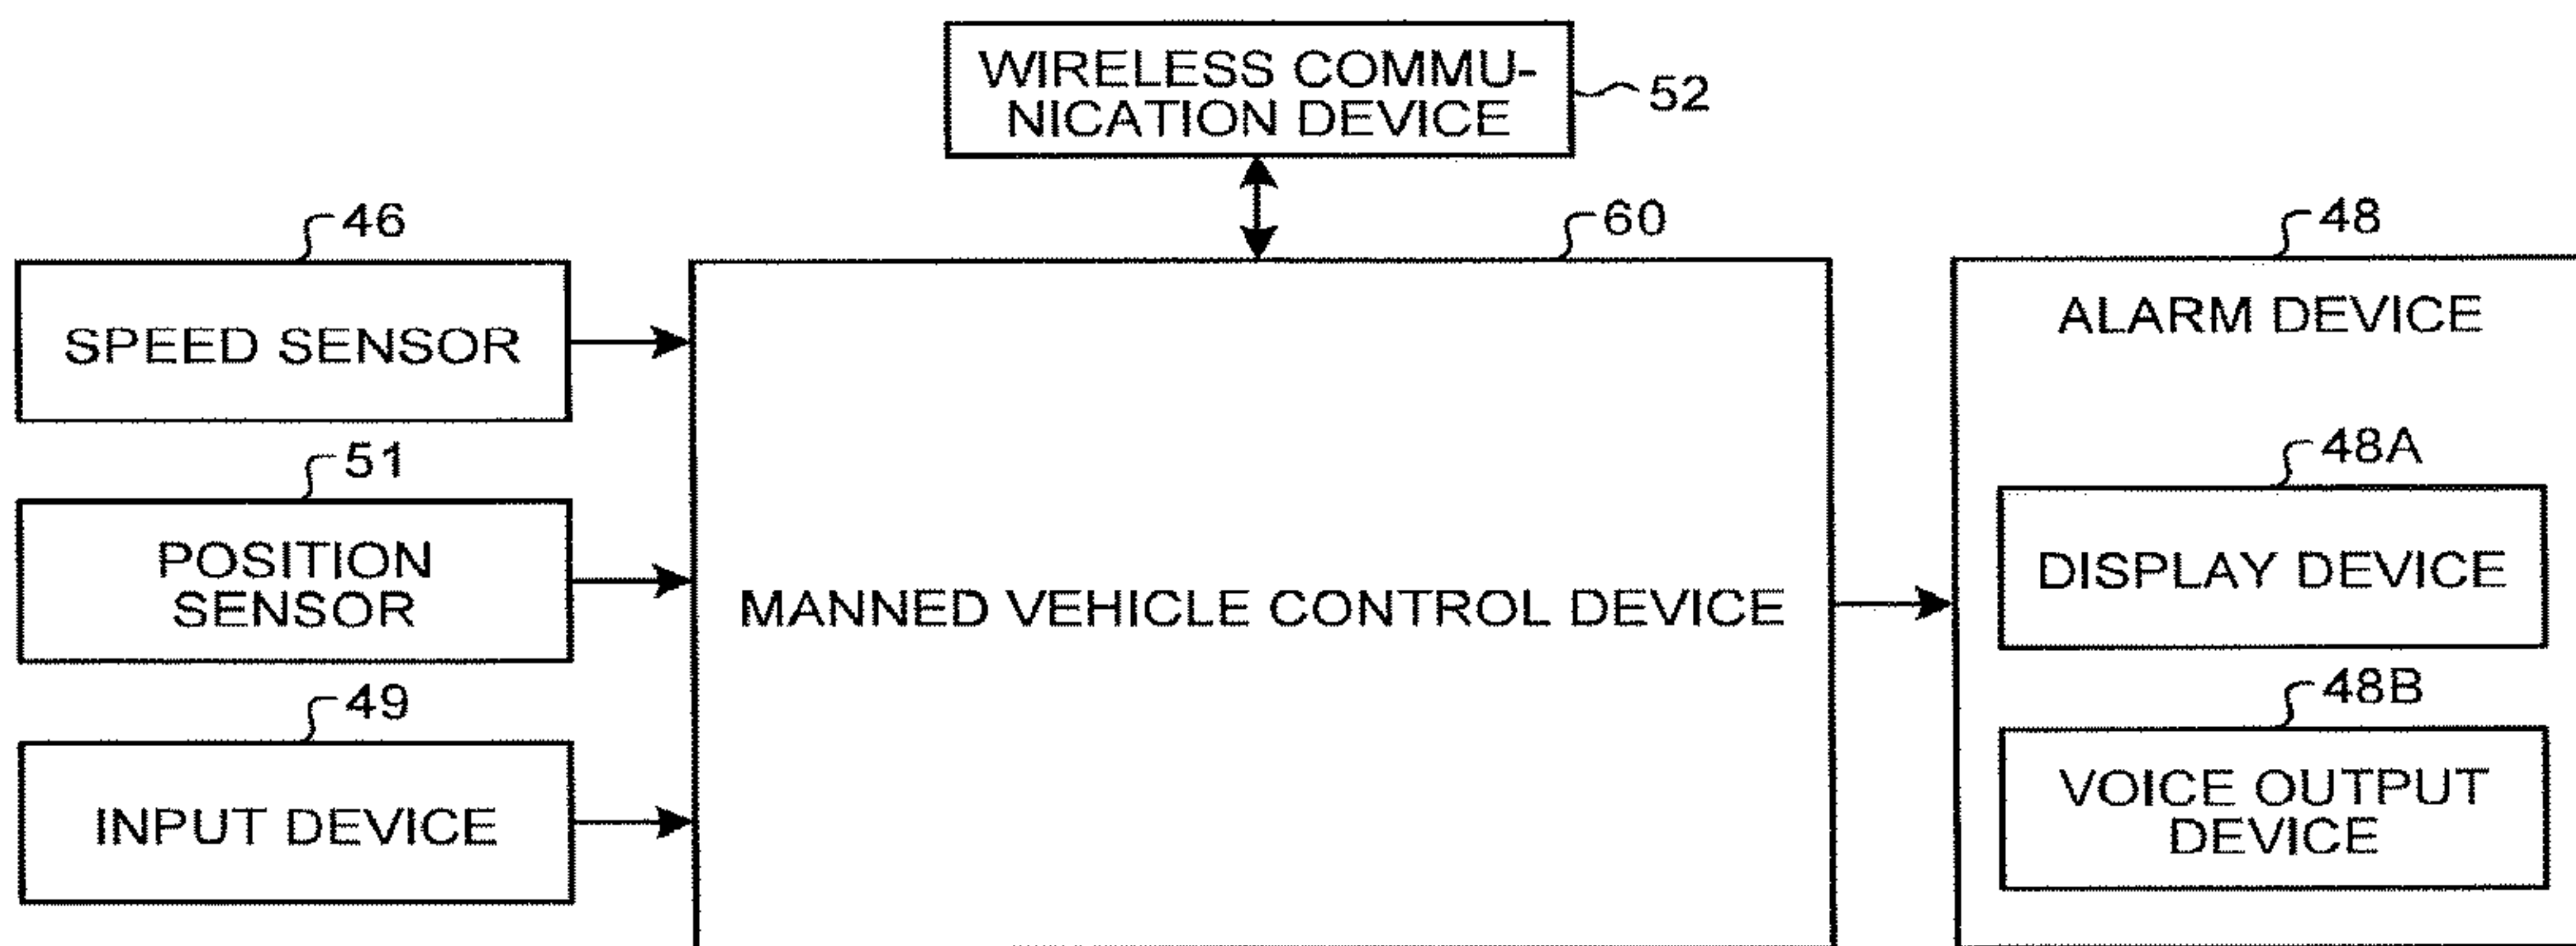 WIRELESS COMMU-
NICATION DEVICE
52
46
SPEED SENSOR
51
POSITION
SENSOR
49
INPUT DEVICE
60
MANNED VEHICLE CONTROL DEVICE
48
ALARM DEVICE
48A
DISPLAY DEVICE
48B
VOICE OUTPUT
DEVICE